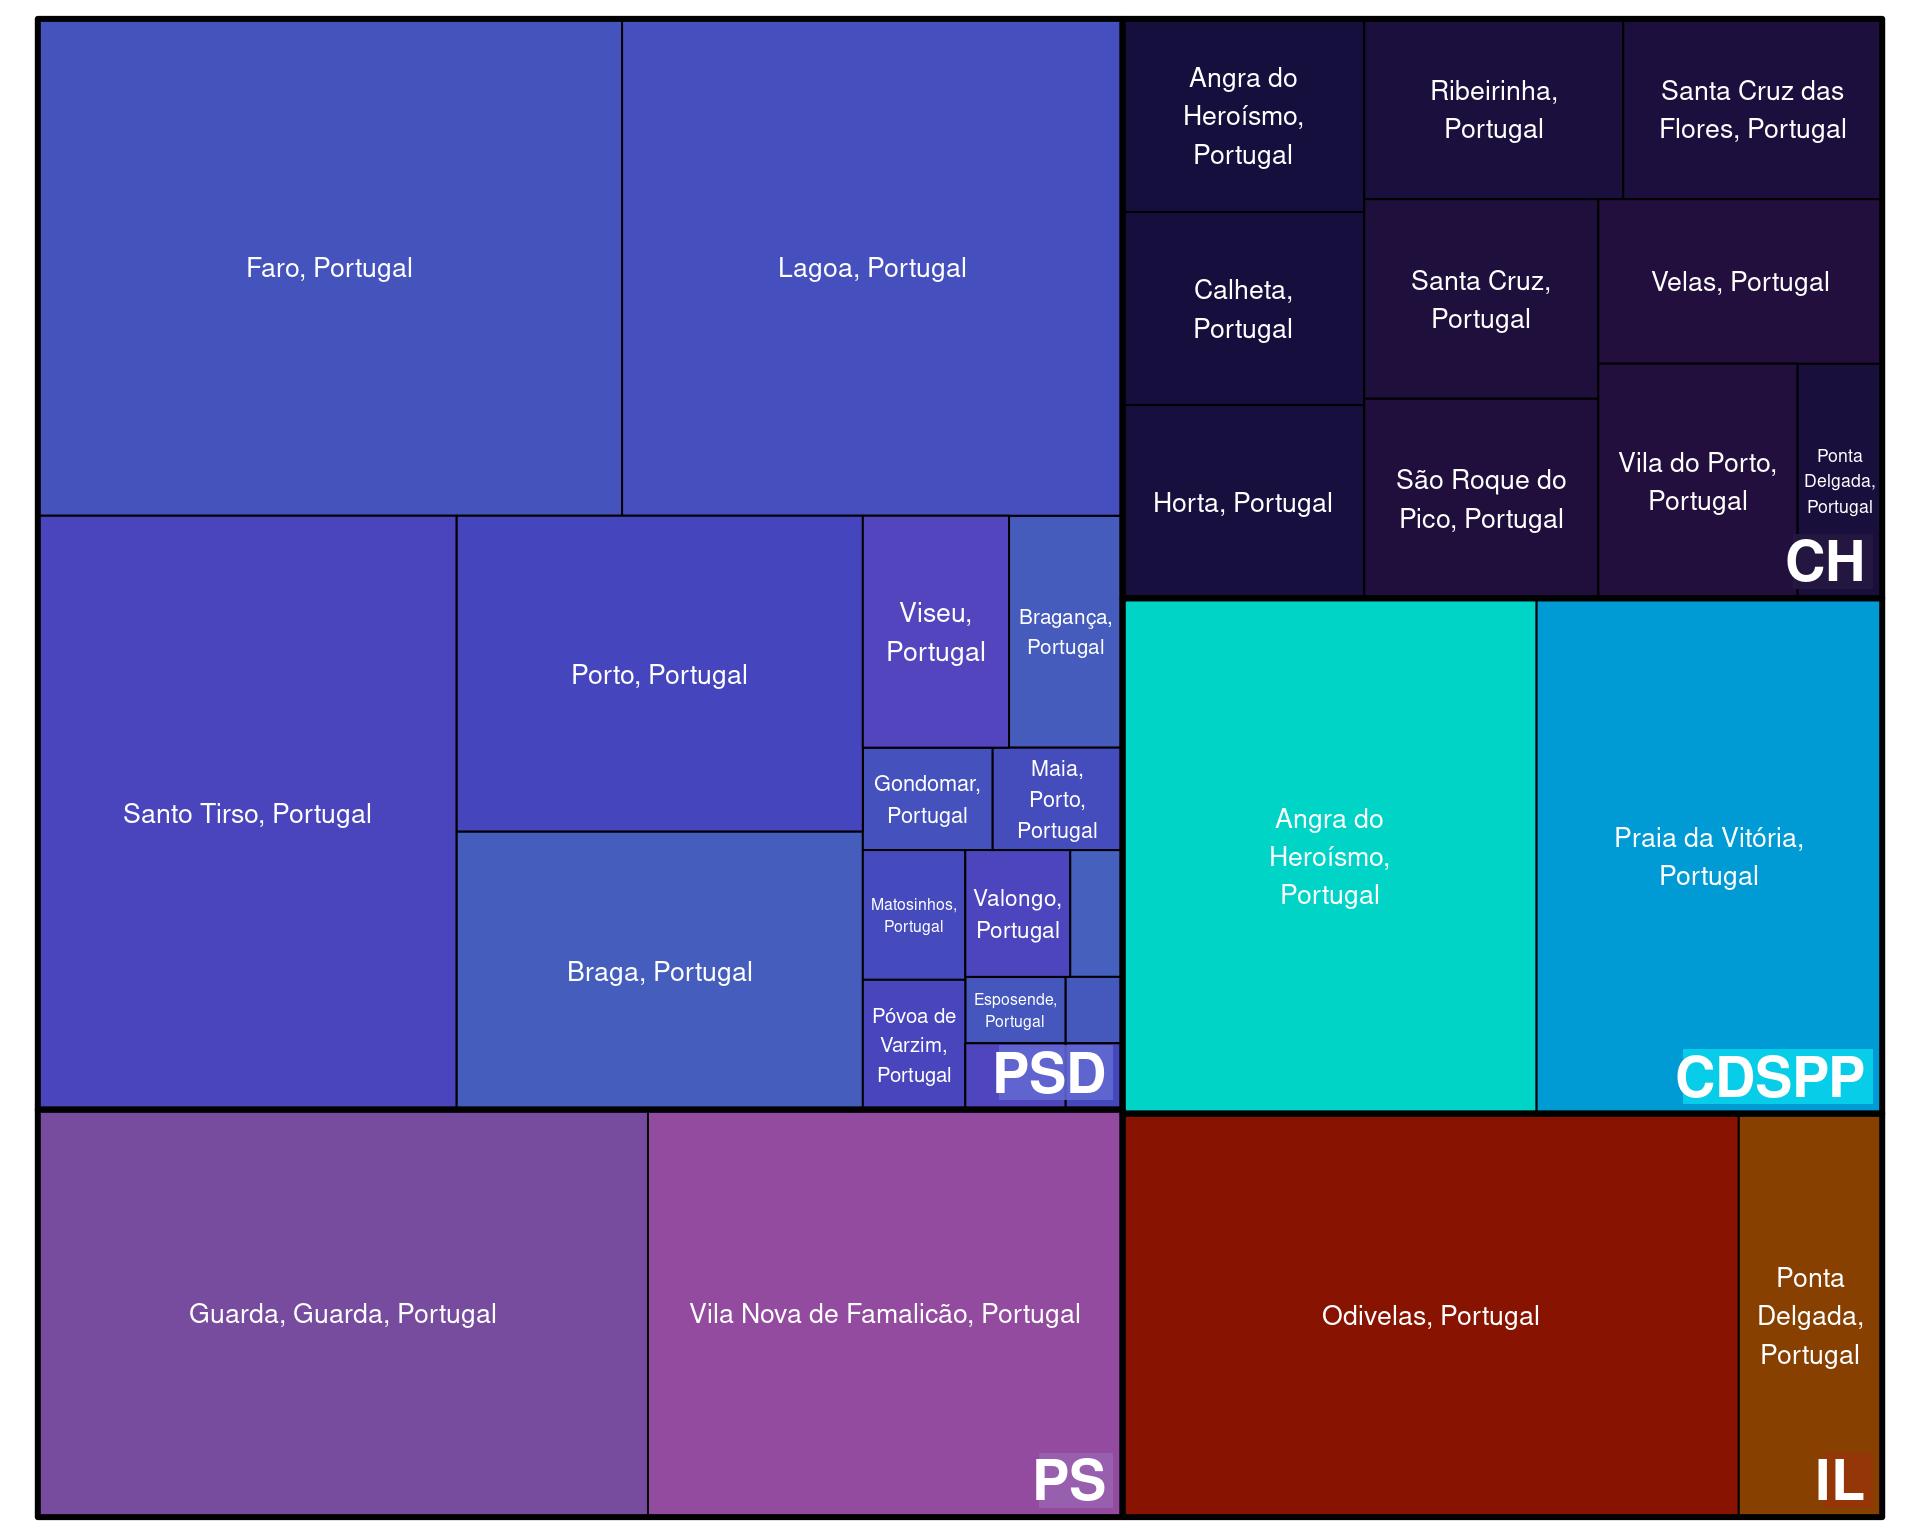 Faro, Portugal
Lagoa, Portugal
Santo Tirso, Portugal
Porto, Portugal
Braga, Portugal
Viseu,
Portugal
Bragança,
Portugal
Gondomar,
Portugal
Maia,
Porto,
Portugal
Matosinhos,
Portugal
Valongo,
Portugal
Póvoa de
Varzim,
Portugal
Esposende,
Portugal
PSD
Guarda, Guarda, Portugal
Vila Nova de Famalicão, Portugal
PS
Angra do
Heroísmo,
Portugal
Ribeirinha,
Portugal
Santa Cruz das
Flores, Portugal
Calheta,
Portugal
Santa Cruz,
Portugal
Velas, Portugal
Horta, Portugal
São Roque do
Pico, Portugal
Vila do Porto,
Portugal
Ponta
Delgada,
Portugal
CH
Angra do
Heroísmo,
Portugal
Praia da Vitória,
Portugal
CDSPP
Odivelas, Portugal
Ponta
Delgada,
Portugal
IL